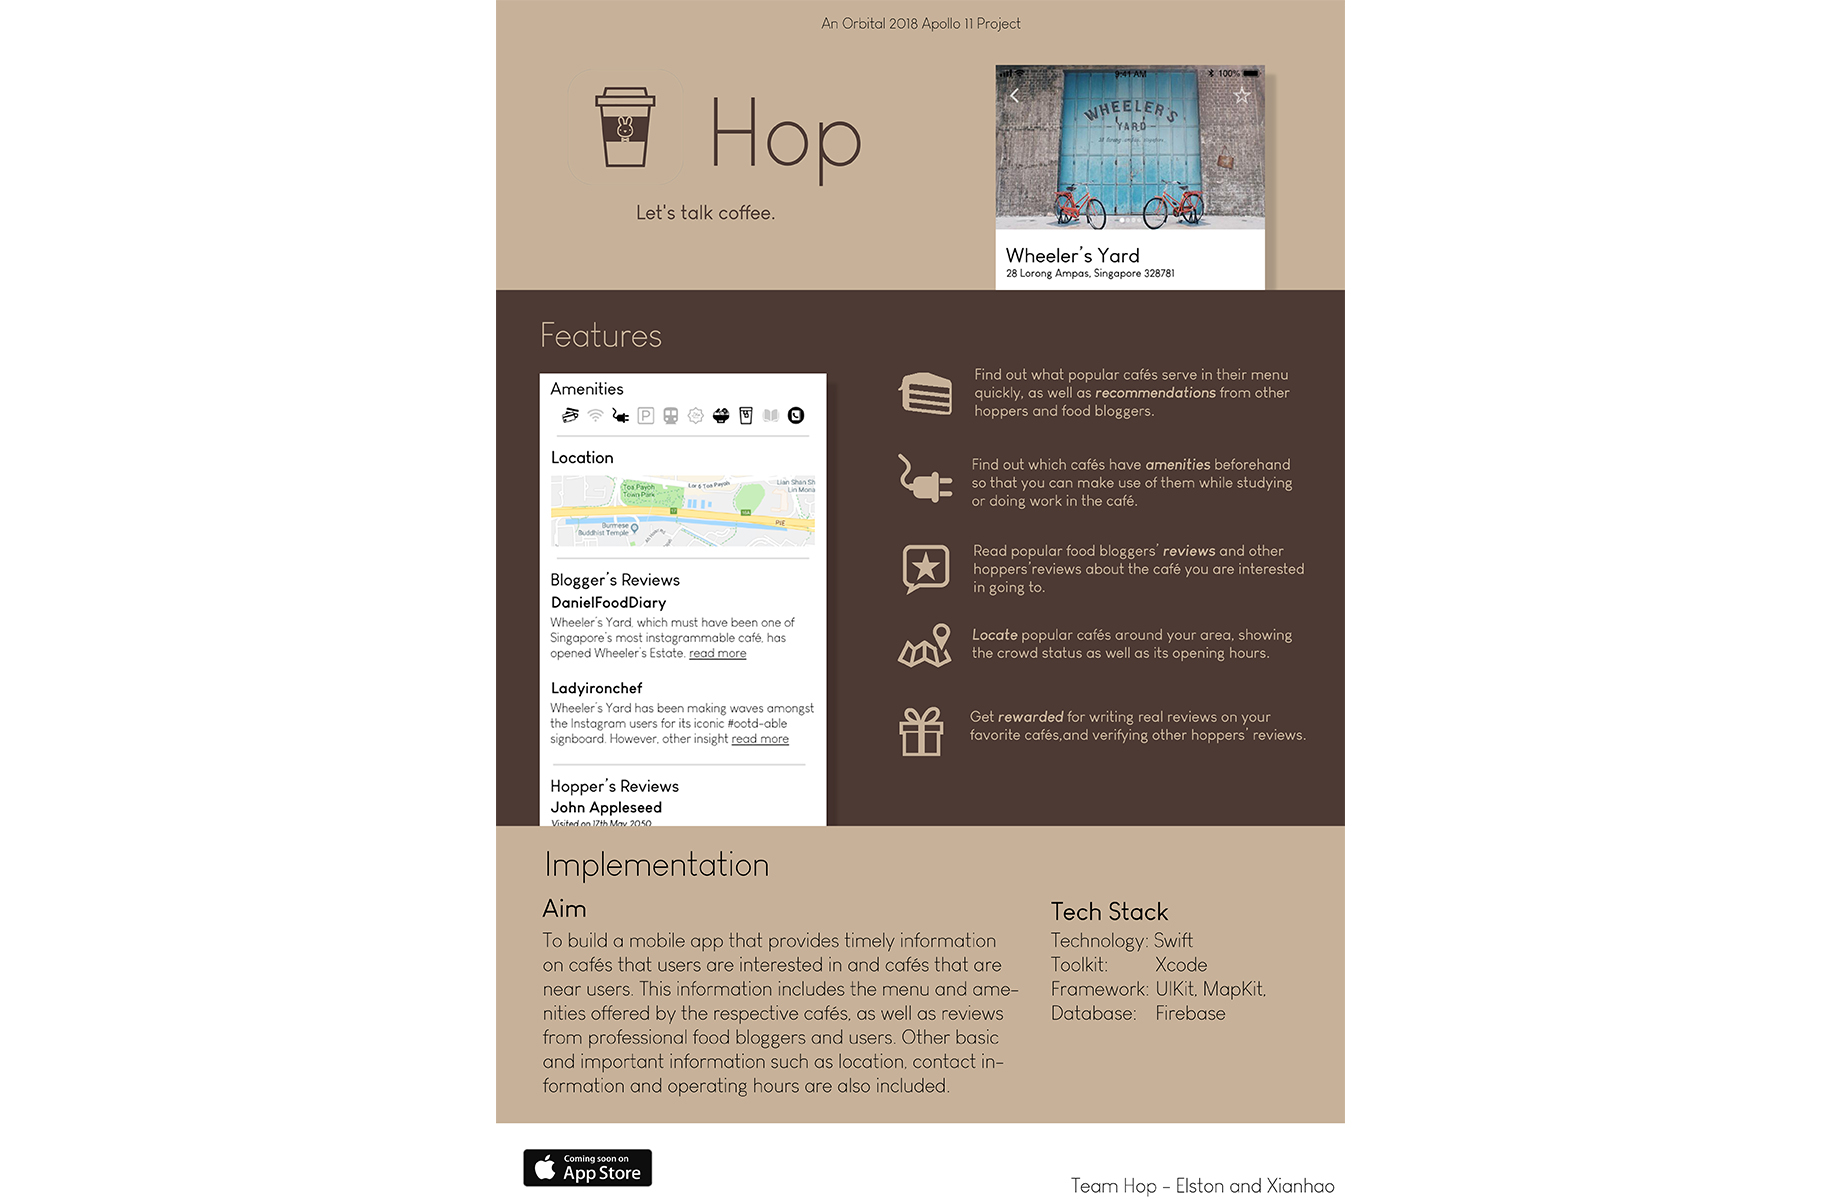 An Orbital 2018 Apollo 11 Project
Hop
Let's talk coffee.
9:41 AM
100%
WHEELER'S
YARD
Wheeler's Yard
28 Lorong Ampas, Singapore 328781
Features
Amenities
Location
Toa Payoh
Town Park
Lor 6 Toa Payoh
Lian Shan Sh
Lin Mona
PIE
Burmese
Buddhist Temple
Blogger's Reviews
DanielFoodDiary
Wheeler's Yard, which must have been one of
Singapore's most instagrammable café, has
opened Wheeler's Estate. read more
Ladyironchef
Wheeler's Yard has been making waves amongst
the Instagram users for its iconic #ootd-able
signboard. However, other insight read more
Hopper's Reviews
John Appleseed
Visited on 17th May 2050
Find out what popular cafés serve in their menu
quickly, as well as recommendations from other
hoppers and food bloggers.
Find out which cafés have amenities beforehand
so that you can make use of them while studying
or doing work in the café.
Read popular food bloggers' reviews and other
hoppers'reviews about the café you are interested
in going to.
Locate popular cafés around your area, showing
the crowd status as well as its opening hours.
Get rewarded for writing real reviews on your
favorite cafés,and verifying other hoppers' reviews.
Implementation
Aim
To build a mobile app that provides timely information
on cafés that users are interested in and cafés that are
near users. This information includes the menu and ame-
nities offered by the respective cafés, as well as reviews
from professional food bloggers and users. Other basic
and important information such as location, contact in-
formation and operating hours are also included.
Tech Stack
Technology: Swift
Toolkit: Xcode
Framework: UIKit, MapKit,
Database: Firebase
Coming soon on
App Store
Team Hop - Elston and Xianhao